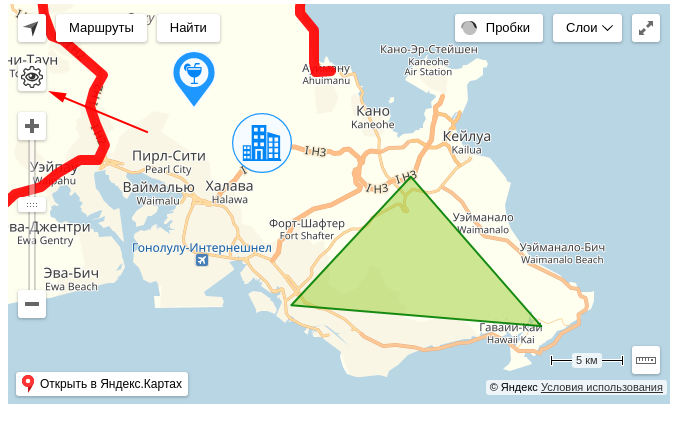 Маршруты
Найти
Пробки
Слои
Кано-Эр-Стейшен
Kaneohe
Air Station
Ahuimanu
Кано
Kaneohe
Кейлуа
Kailua
I H3
I H3
I H3
Пирл-Сити
Pearl City
Ваймалью
Waimalu
Халава
Halawa
Уэйпау
Waipahu
Форт-Шафтер
Fort Shafter
Уэйманало
Waimanalo
ва-Джентри
Ewa Gentry
Гонолулу-Интернешнел
Уэйманало-Бич
Waimanalo Beach
Эва-Бич
Ewa Beach
Гавайи-Кай
Hawaii Kai
5 км
Открыть в Яндекс.Картах
© Яндекс Условия использования